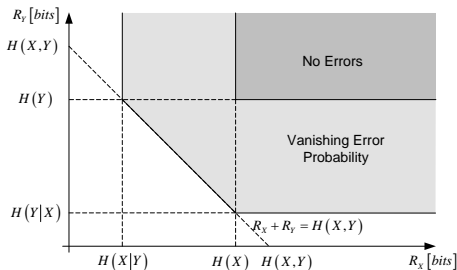 R_Y [bits]
H(X,Y)
No Errors
H(Y)
Vanishing Error
Probability
H(Y|X)
R_X + R_Y = H(X,Y)
H(X|Y)
H(X)
H(X,Y)
R_X [bits]